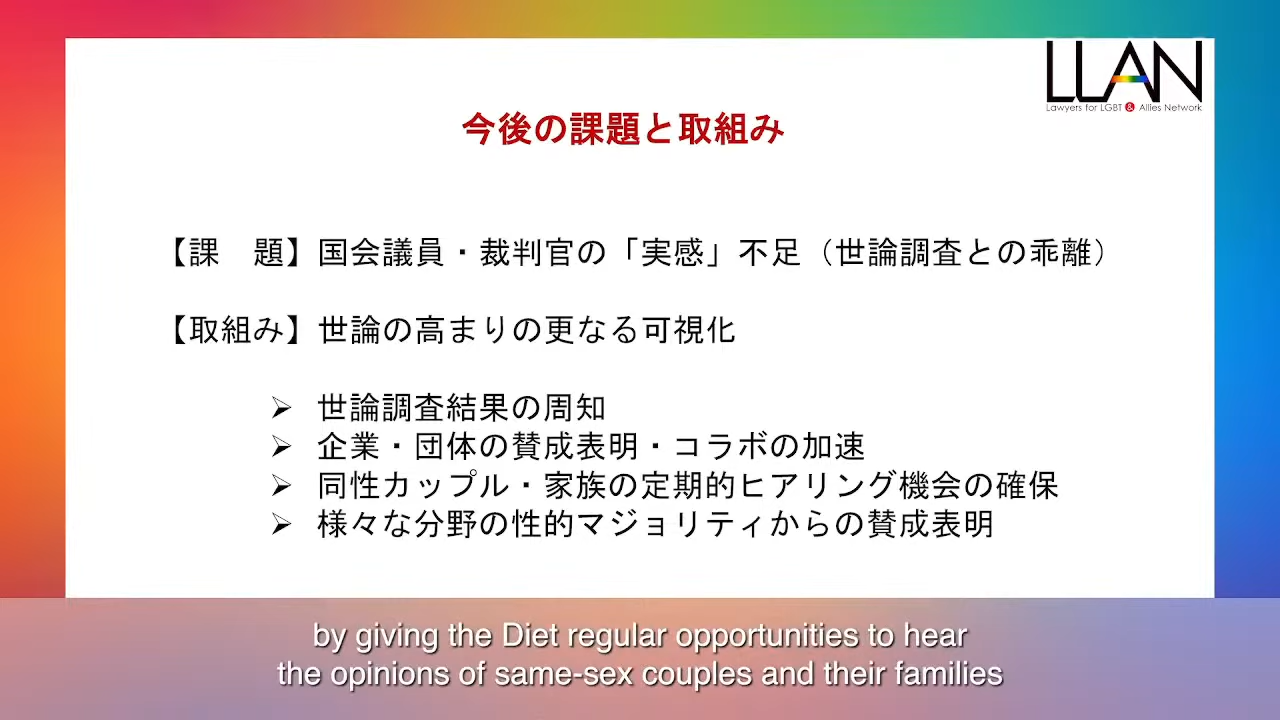 LLAN
Lawyers for LGBT & Allies Network
今後の課題と取組み
【課　題】国会議員・裁判官の「実感」不足（世論調査との乖離）
【取組み】世論の高まりの更なる可視化
➢ 世論調査結果の周知
➢ 企業・団体の賛成表明・コラボの加速
➢ 同性カップル・家族の定期的ヒアリング機会の確保
➢ 様々な分野の性的マジョリティからの賛成表明
by giving the Diet regular opportunities to hear
the opinions of same-sex couples and their families